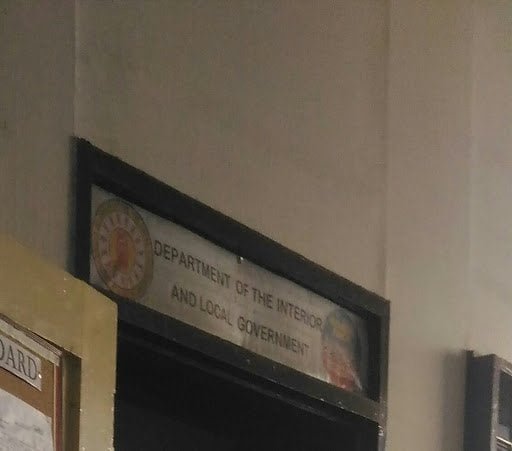 DEPARTMENT OF THE INTERIOR
AND LOCAL GOVERNMENT
OARD